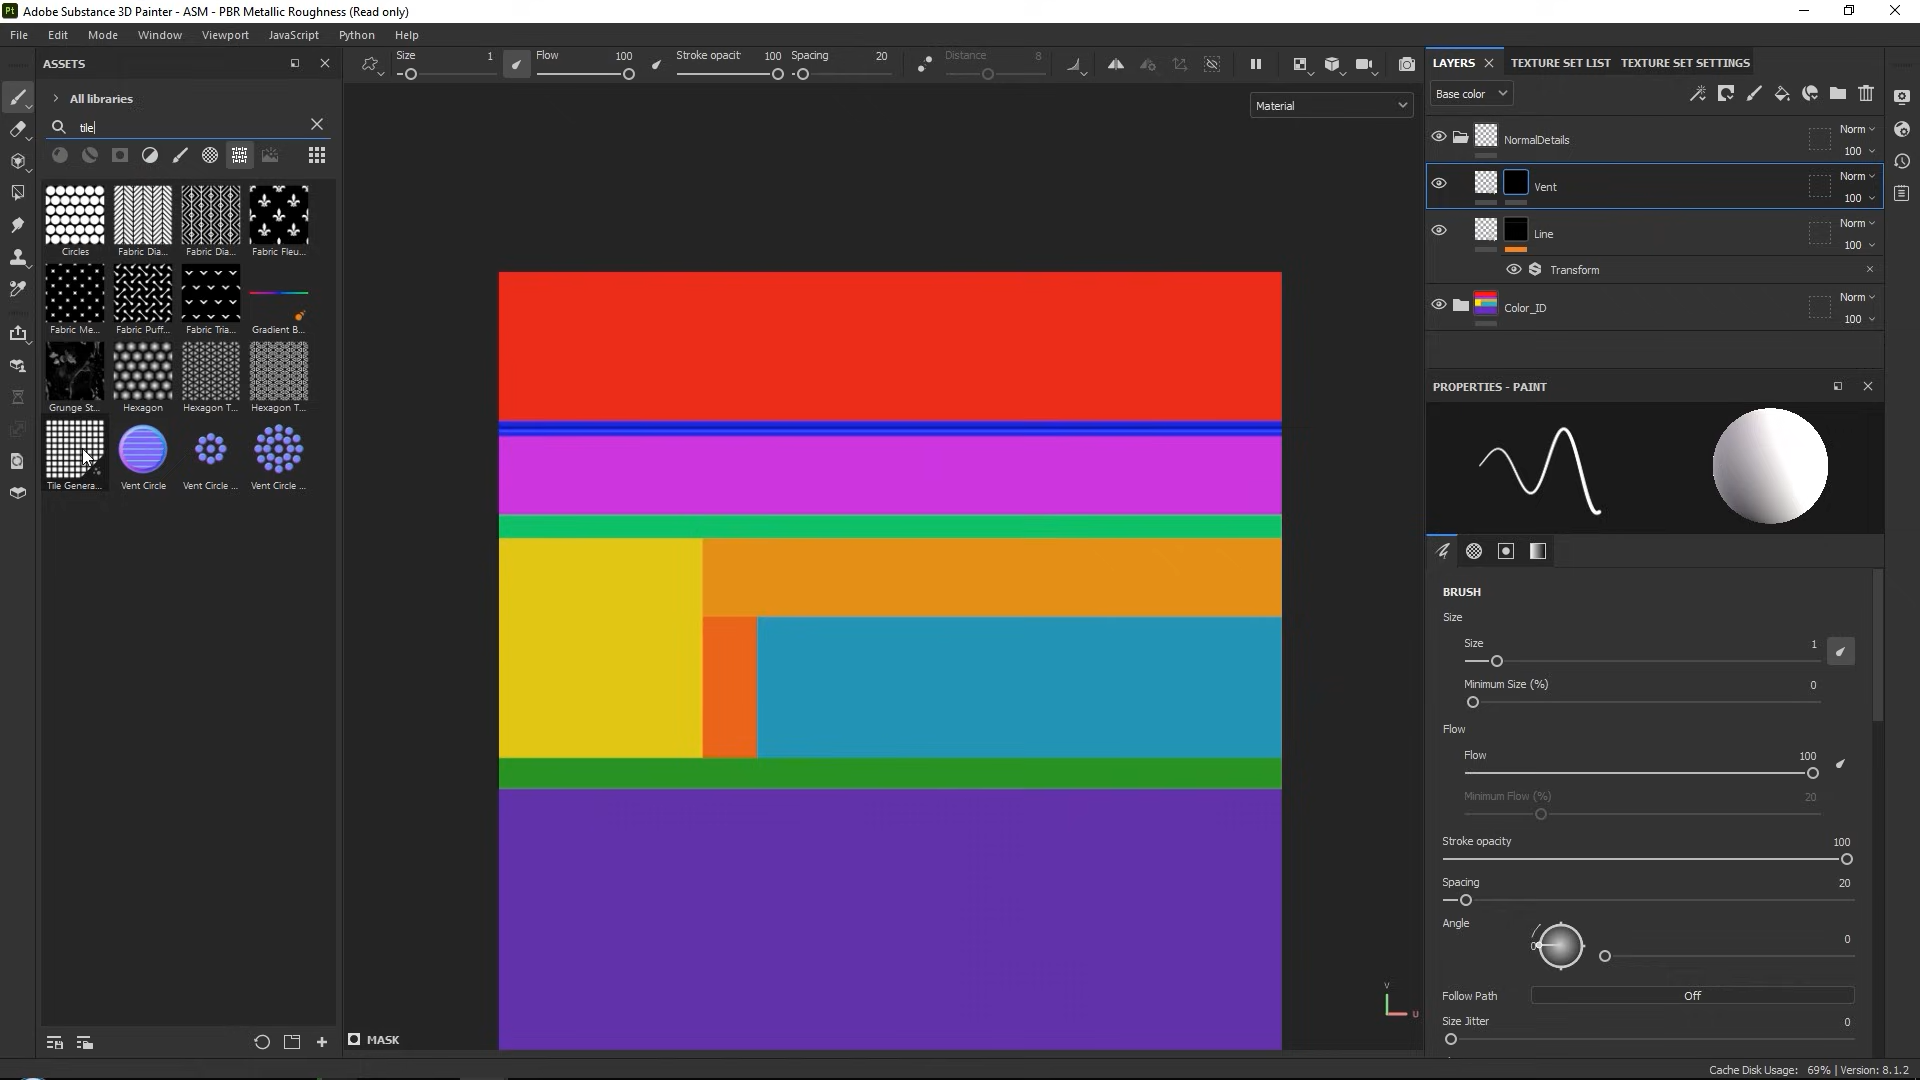 Pt Adobe Substance 3D Painter - ASM - PBR Metallic Roughness (Read only)
File Edit Mode Window Viewport JavaScript Python Help
ASSETS
All libraries
tile
Circles Fabric Dia... Fabric Dia... Fabric Fleu...
Fabric Me... Fabric Puff... Fabric Tria... Gradient B...
Grunge St... Hexagon Hexagon T... Hexagon T...
Tile Genera... Vent Circle Vent Circle ... Vent Circle ...
Size 1 Flow 100 Stroke opacit 100 Spacing 20 Distance 8
Material
V
U
MASK
LAYERS TEXTURE SET LIST TEXTURE SET SETTINGS
Base color
NormalDetails Norm 100
Vent Norm 100
Line Norm 100
Transform
Color_ID Norm 100
PROPERTIES - PAINT
BRUSH
Size
Size 1
Minimum Size (%) 0
Flow
Flow 100
Minimum Flow (%) 20
Stroke opacity 100
Spacing 20
Angle 0 0
Follow Path Off
Size Jitter 0
Cache Disk Usage: 69% | Version: 8.1.2